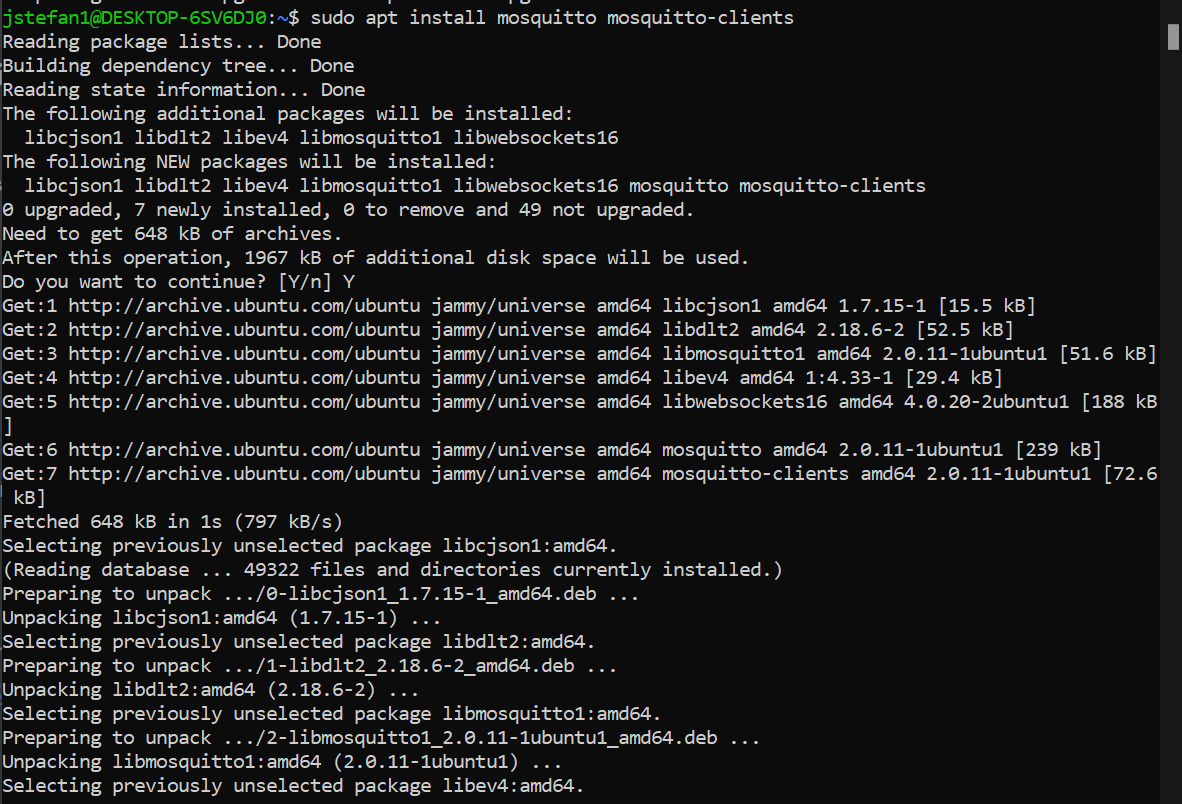 jstefan1@DESKTOP-6SV6DJ0:~$ sudo apt install mosquitto mosquitto-clients
Reading package lists... Done
Building dependency tree... Done
Reading state information... Done
The following additional packages will be installed:
  libcjson1 libdlt2 libev4 libmosquitto1 libwebsockets16
The following NEW packages will be installed:
  libcjson1 libdlt2 libev4 libmosquitto1 libwebsockets16 mosquitto mosquitto-clients
0 upgraded, 7 newly installed, 0 to remove and 49 not upgraded.
Need to get 648 kB of archives.
After this operation, 1967 kB of additional disk space will be used.
Do you want to continue? [Y/n] Y
Get:1 http://archive.ubuntu.com/ubuntu jammy/universe amd64 libcjson1 amd64 1.7.15-1 [15.5 kB]
Get:2 http://archive.ubuntu.com/ubuntu jammy/universe amd64 libdlt2 amd64 2.18.6-2 [52.5 kB]
Get:3 http://archive.ubuntu.com/ubuntu jammy/universe amd64 libmosquitto1 amd64 2.0.11-1ubuntu1 [51.6 kB]
Get:4 http://archive.ubuntu.com/ubuntu jammy/universe amd64 libev4 amd64 1:4.33-1 [29.4 kB]
Get:5 http://archive.ubuntu.com/ubuntu jammy/universe amd64 libwebsockets16 amd64 4.0.20-2ubuntu1 [188 kB
]
Get:6 http://archive.ubuntu.com/ubuntu jammy/universe amd64 mosquitto amd64 2.0.11-1ubuntu1 [239 kB]
Get:7 http://archive.ubuntu.com/ubuntu jammy/universe amd64 mosquitto-clients amd64 2.0.11-1ubuntu1 [72.6
 kB]
Fetched 648 kB in 1s (797 kB/s)
Selecting previously unselected package libcjson1:amd64.
(Reading database ... 49322 files and directories currently installed.)
Preparing to unpack .../0-libcjson1_1.7.15-1_amd64.deb ...
Unpacking libcjson1:amd64 (1.7.15-1) ...
Selecting previously unselected package libdlt2:amd64.
Preparing to unpack .../1-libdlt2_2.18.6-2_amd64.deb ...
Unpacking libdlt2:amd64 (2.18.6-2) ...
Selecting previously unselected package libmosquitto1:amd64.
Preparing to unpack .../2-libmosquitto1_2.0.11-1ubuntu1_amd64.deb ...
Unpacking libmosquitto1:amd64 (2.0.11-1ubuntu1) ...
Selecting previously unselected package libev4:amd64.